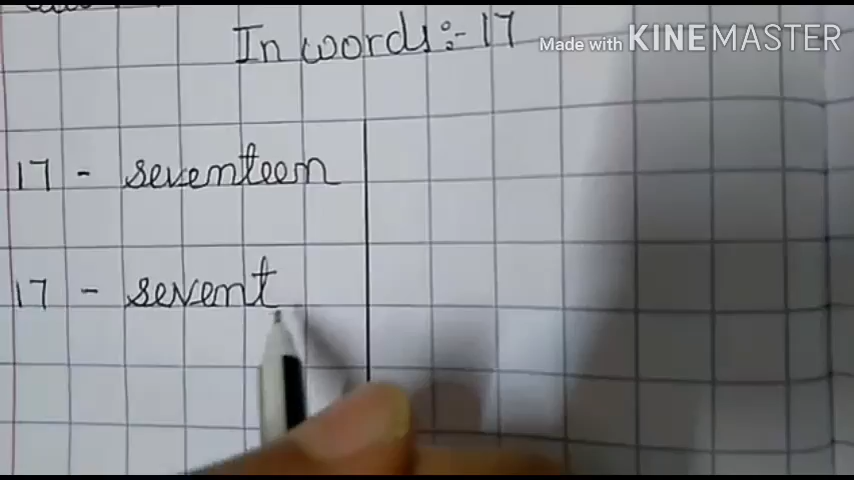 In words:- 17
Made with KINEMASTER
17 - seventeen
17 - sevent